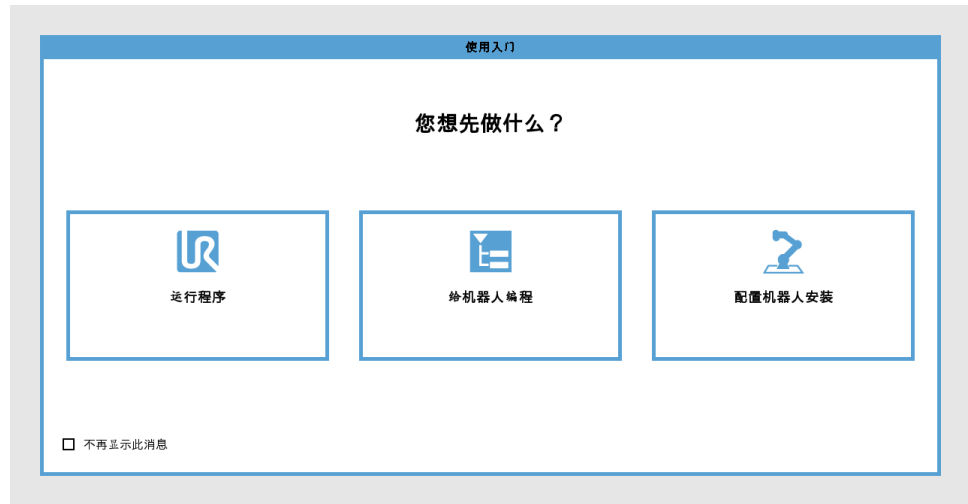 使用入门
您想先做什么？
运行程序
给机器人编程
配置机器人安装
不再显示此消息